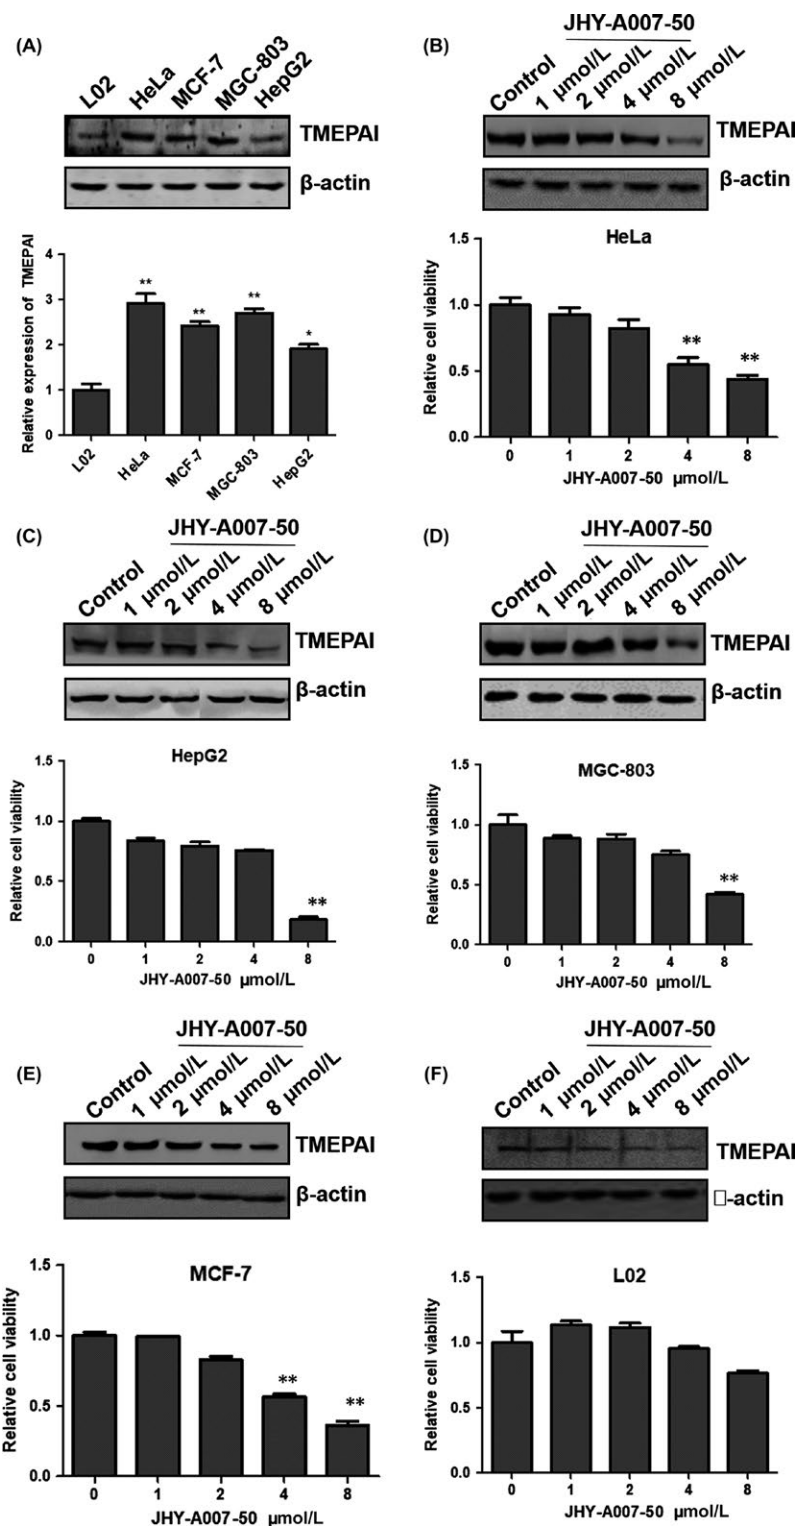 (A)
L02
HeLa
MCF-7
MGC-803
HepG2
TMEPAI
β-actin
Relative expression of TMEPAI
4
3
2
1
0
**
**
**
*
L02
HeLa
MCF-7
MGC-803
HepG2
(B)
JHY-A007-50
Control
1 μmol/L
2 μmol/L
4 μmol/L
8 μmol/L
TMEPAI
β-actin
HeLa
Relative cell viability
1.5
1.0
0.5
0.0
**
**
0 1 2 4 8
JHY-A007-50 μmol/L
(C)
JHY-A007-50
Control
1 μmol/L
2 μmol/L
4 μmol/L
8 μmol/L
TMEPAI
β-actin
HepG2
Relative cell viability
1.5
1.0
0.5
0.0
**
0 1 2 4 8
JHY-A007-50 μmol/L
(D)
JHY-A007-50
Control
1 μmol/L
2 μmol/L
4 μmol/L
8 μmol/L
TMEPAI
β-actin
MGC-803
Relative cell viability
1.5
1.0
0.5
0.0
**
0 1 2 4 8
JHY-A007-50 μmol/L
(E)
JHY-A007-50
Control
1 μmol/L
2 μmol/L
4 μmol/L
8 μmol/L
TMEPAI
β-actin
MCF-7
Relative cell viability
1.5
1.0
0.5
0.0
**
**
0 1 2 4 8
JHY-A007-50 μmol/L
(F)
JHY-A007-50
Control
1 μmol/L
2 μmol/L
4 μmol/L
8 μmol/L
TMEPAI
□-actin
L02
Relative cell viability
1.5
1.0
0.5
0.0
0 1 2 4 8
JHY-A007-50 μmol/L